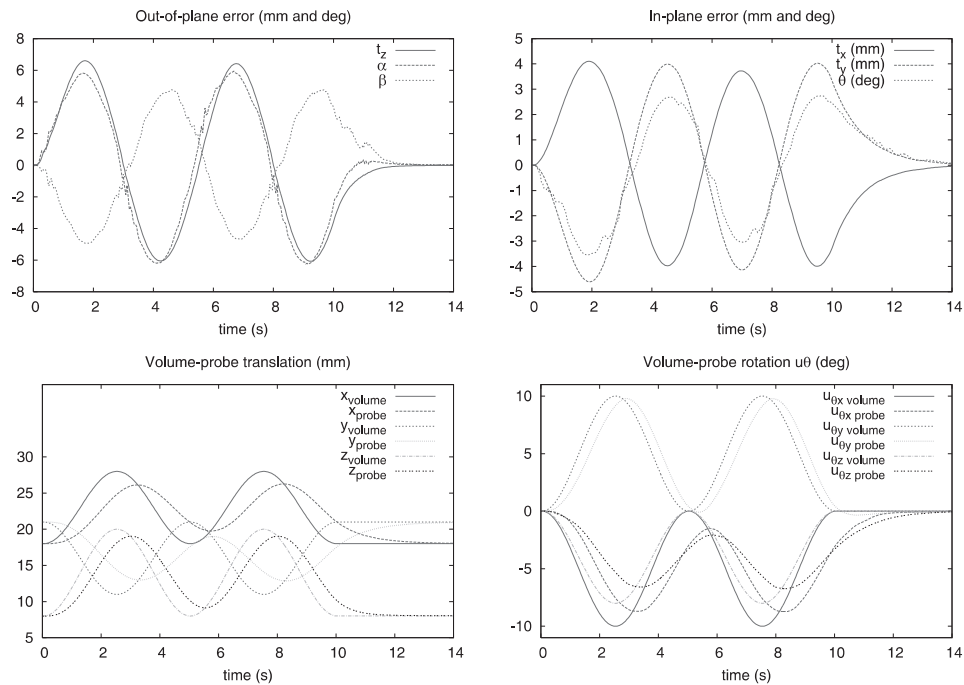 Out-of-plane error (mm and deg)
8
6
4
2
0
-2
-4
-6
-8
0 2 4 6 8 10 12 14
time (s)
t_z
α
β
In-plane error (mm and deg)
5
4
3
2
1
0
-1
-2
-3
-4
-5
0 2 4 6 8 10 12 14
time (s)
t_x (mm)
t_y (mm)
θ (deg)
Volume-probe translation (mm)
30
25
20
15
10
5
0 2 4 6 8 10 12 14
time (s)
x_volume
x_probe
y_volume
y_probe
z_volume
z_probe
Volume-probe rotation uθ (deg)
10
5
0
-5
-10
0 2 4 6 8 10 12 14
time (s)
u_θx volume
u_θx probe
u_θy volume
u_θy probe
u_θz volume
u_θz probe